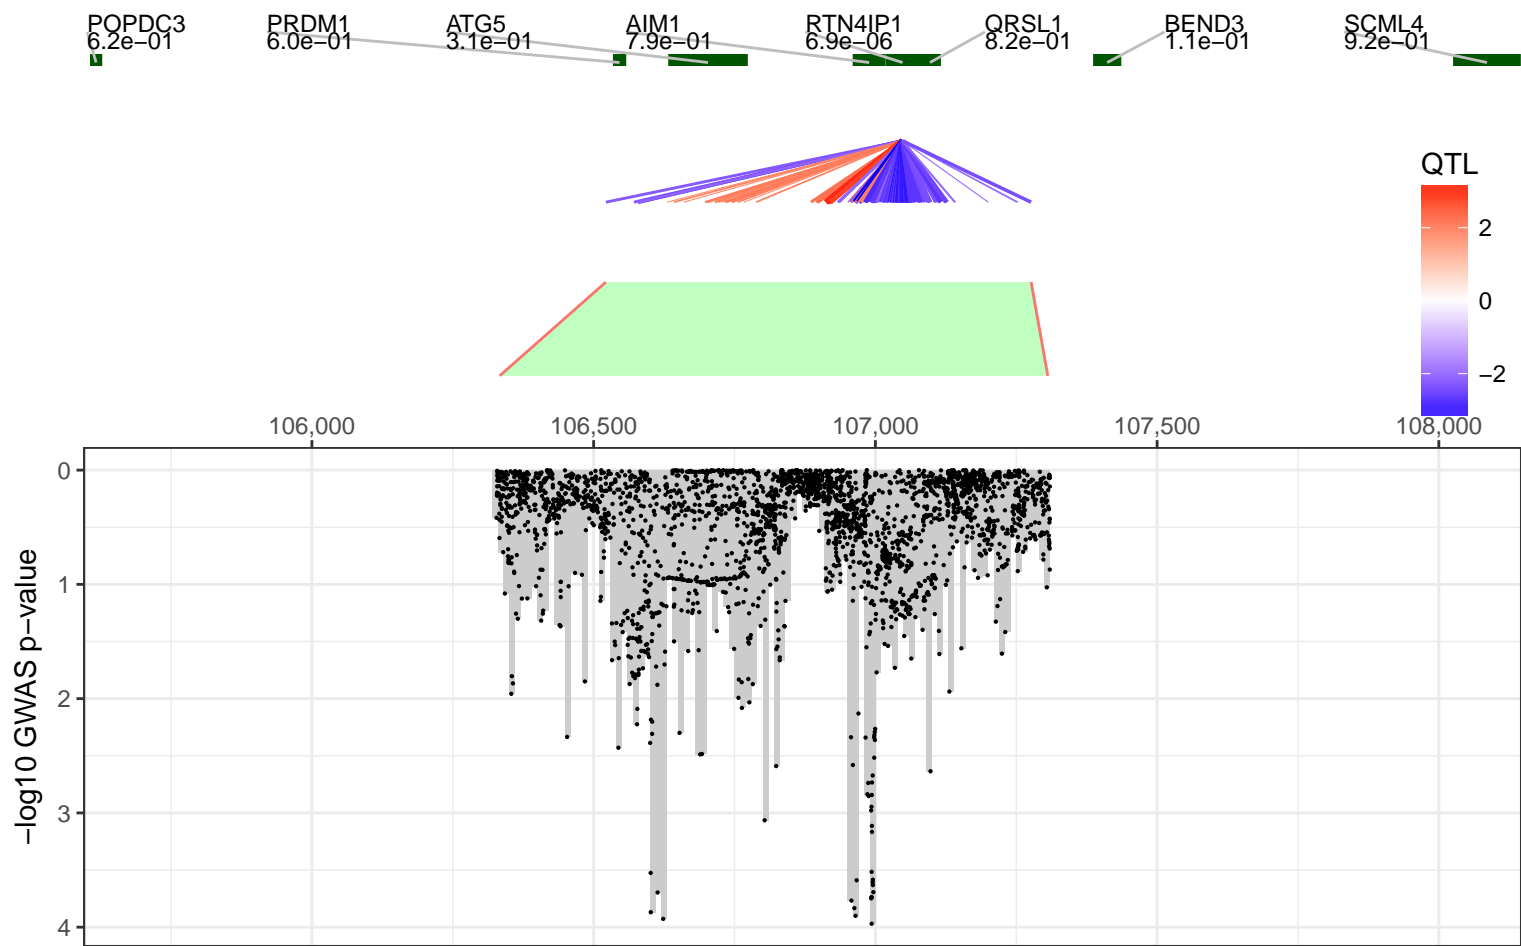 POPDC3 PRDM1 ATG5 AIM1 RTN4IP1 QRSL1 BEND3 SCML4
6.2e−01 6.0e−01 3.1e−01 7.9e−01 6.9e−06 8.2e−01 1.1e−01 9.2e−01
QTL
2
0
−2
106,000 106,500 107,000 107,500 108,000
0
1
2
3
4
−log10 GWAS p−value